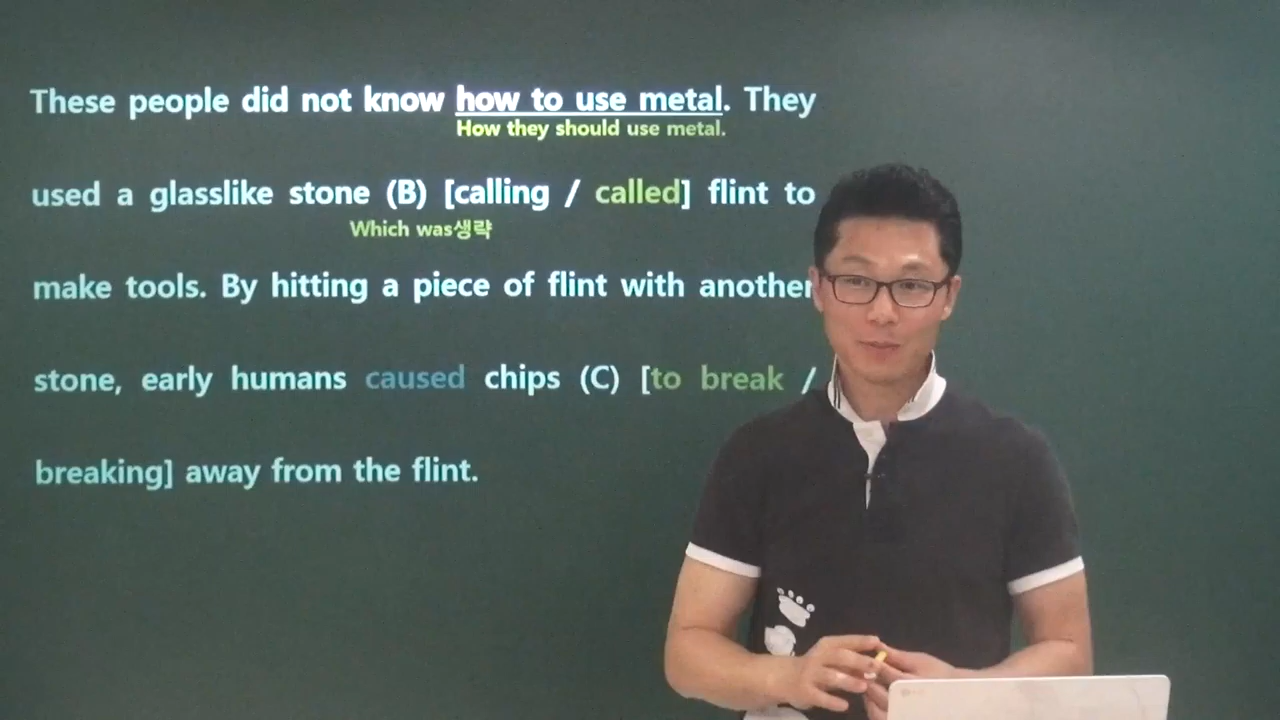 These people did not know how to use metal. They
How they should use metal.
used a glasslike stone (B) [calling / called] flint to
Which was생략
make tools. By hitting a piece of flint with another
stone, early humans caused chips (C) [to break /
breaking] away from the flint.